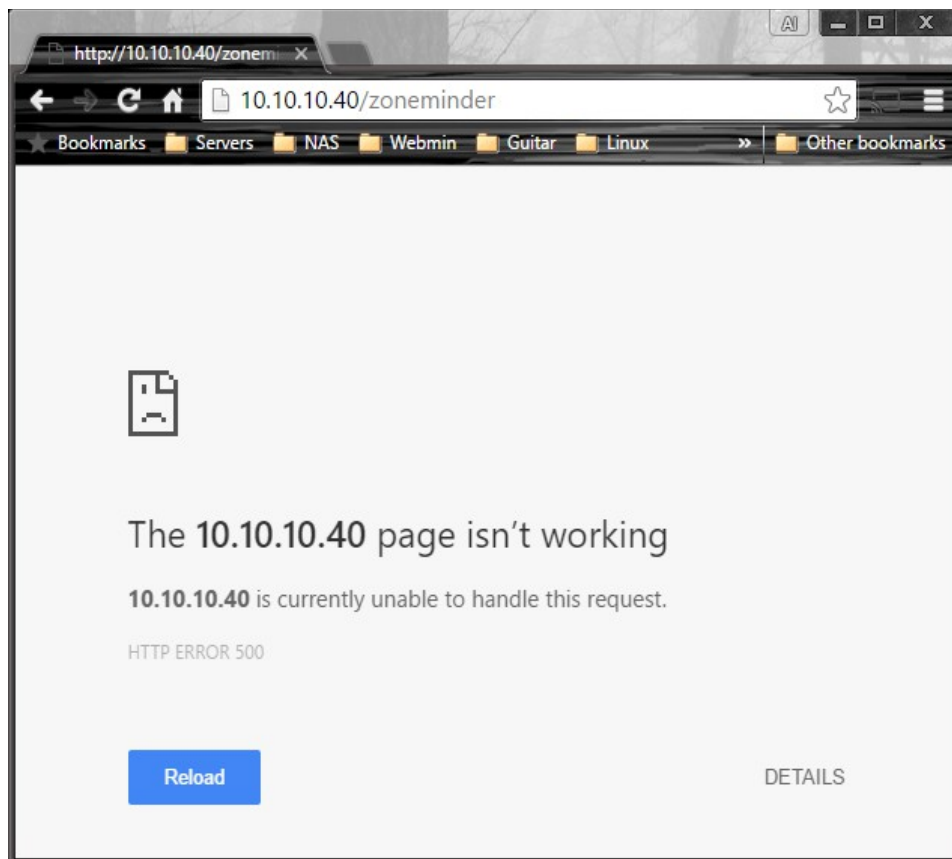 AI
http://10.10.10.40/zonemi
10.10.10.40/zoneminder
Bookmarks Servers NAS Webmin Guitar Linux » Other bookmarks
The 10.10.10.40 page isn't working
10.10.10.40 is currently unable to handle this request.
HTTP ERROR 500
Reload DETAILS